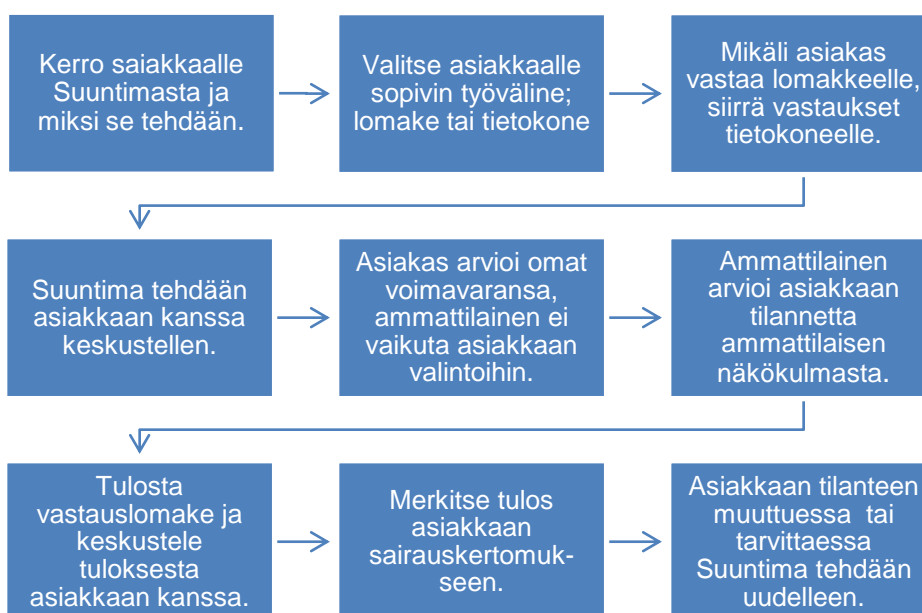 Kerro saiakkaalle
Suuntimasta ja
miksi se tehdään.
Valitse asiakkaalle
sopivin työväline;
lomake tai tietokone
Mikäli asiakas
vastaa lomakkeelle,
siirrä vastaukset
tietokoneelle.
Suuntima tehdään
asiakkaan kanssa
keskustellen.
Asiakas arvioi omat
voimavaransa,
ammattilainen ei
vaikuta asiakkaan
valintoihin.
Ammattilainen
arvioi asiakkaan
tilannetta
ammattilaisen
näkökulmasta.
Tulosta
vastauslomake ja
keskustele
tuloksesta
asiakkaan kanssa.
Merkitse tulos
asiakkaan
sairauskertomuk-
seen.
Asiakkaan tilanteen
muuttuessa tai
tarvittaessa
Suuntima tehdään
uudelleen.